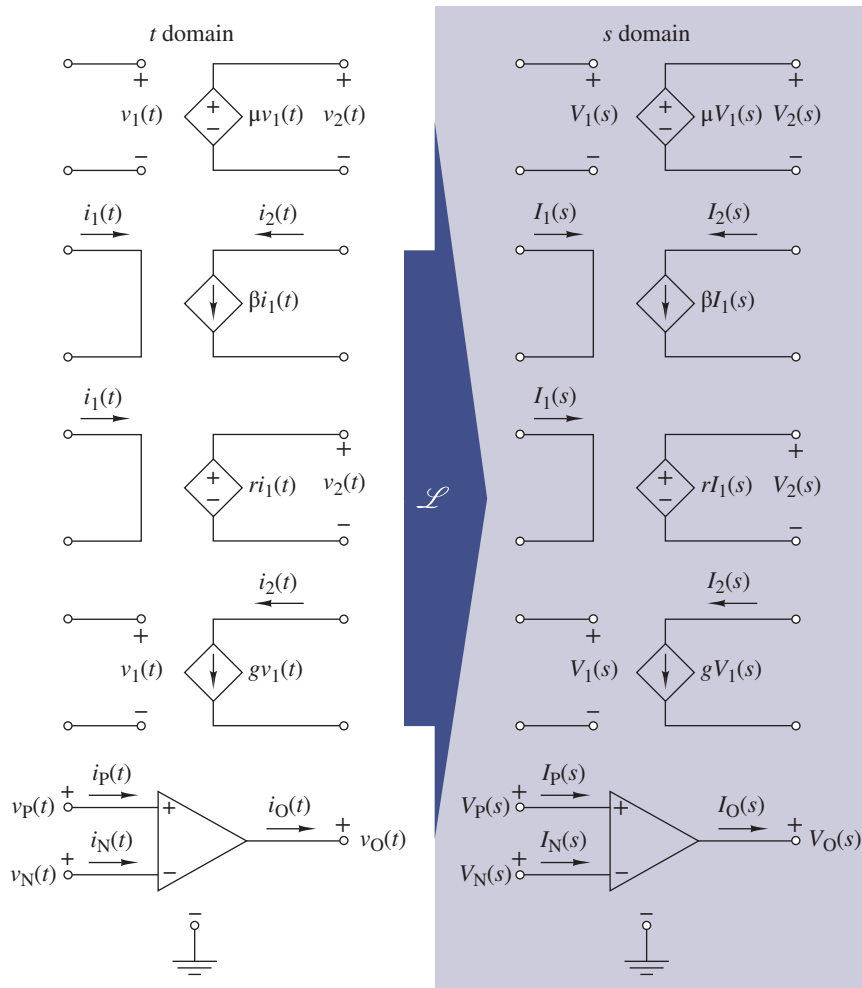 t domain s domain
+ + + +
v1(t) + − μv1(t) v2(t) V1(s) + − μV1(s) V2(s)
− − − −
i1(t) i2(t) I1(s) I2(s)
βi1(t) βI1(s)
i1(t) I1(s)
+ +
+ − ri1(t) v2(t) ℒ + − rI1(s) V2(s)
− −
i2(t) I2(s)
+ +
v1(t) gv1(t) V1(s) gV1(s)
− −
iP(t) IP(s)
vP(t) + + iO(t) + VP(s) + + IO(s) +
iN(t) vO(t) IN(s) VO(s)
vN(t) + − VN(s) + −
− −